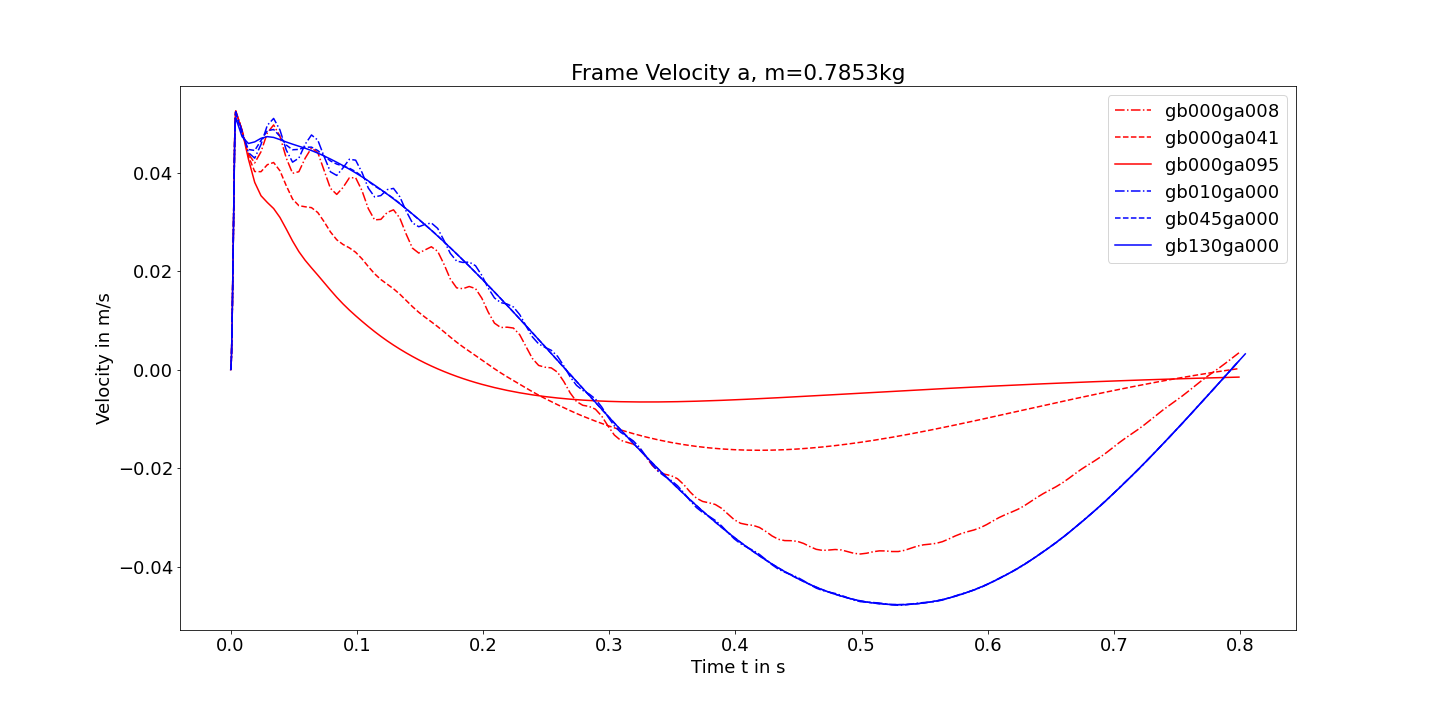 Frame Velocity a, m=0.7853kg
gb000ga008
gb000ga041
gb000ga095
gb010ga000
gb045ga000
gb130ga000
Velocity in m/s
0.04
0.02
0.00
−0.02
−0.04
0.0 0.1 0.2 0.3 0.4 0.5 0.6 0.7 0.8
Time t in s